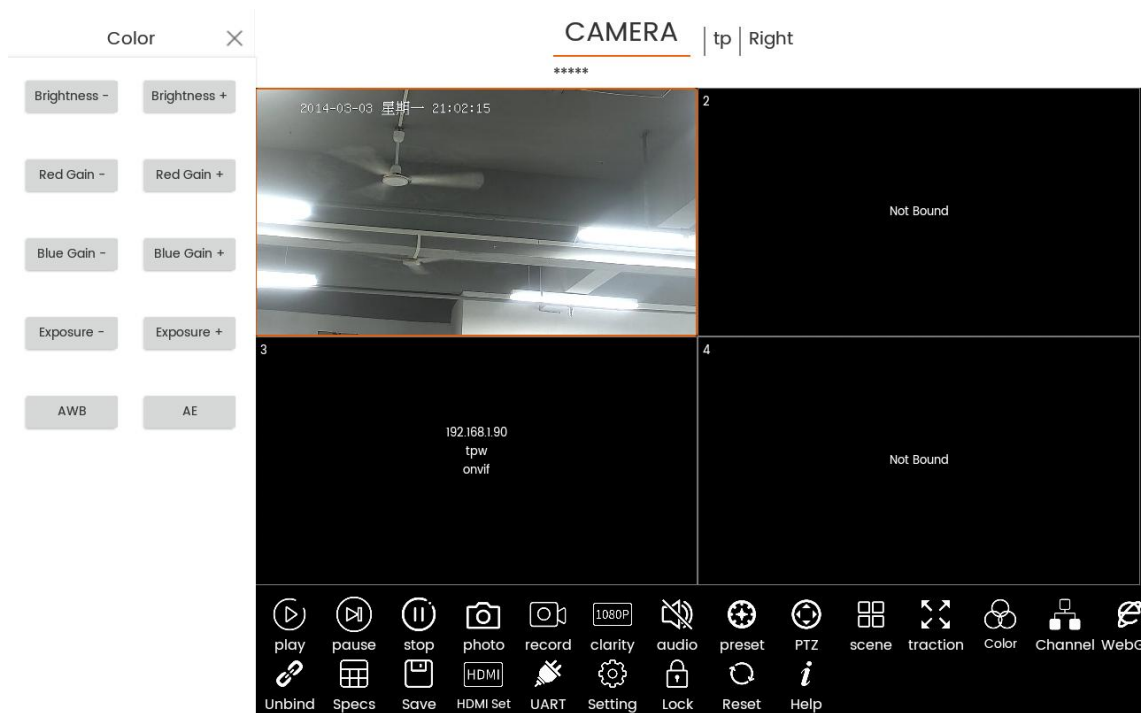 Color
CAMERA | tp | Right
*****
Brightness - Brightness +
Red Gain - Red Gain +
Blue Gain - Blue Gain +
Exposure - Exposure +
AWB AE
2014-03-03 星期一 21:02:15
2
Not Bound
3
192.168.1.90
tpw
onvif
4
Not Bound
1080P
play pause stop photo record clarity audio preset PTZ scene traction Color Channel WebG
HDMI
Unbind Specs Save HDMI Set UART Setting Lock Reset Help